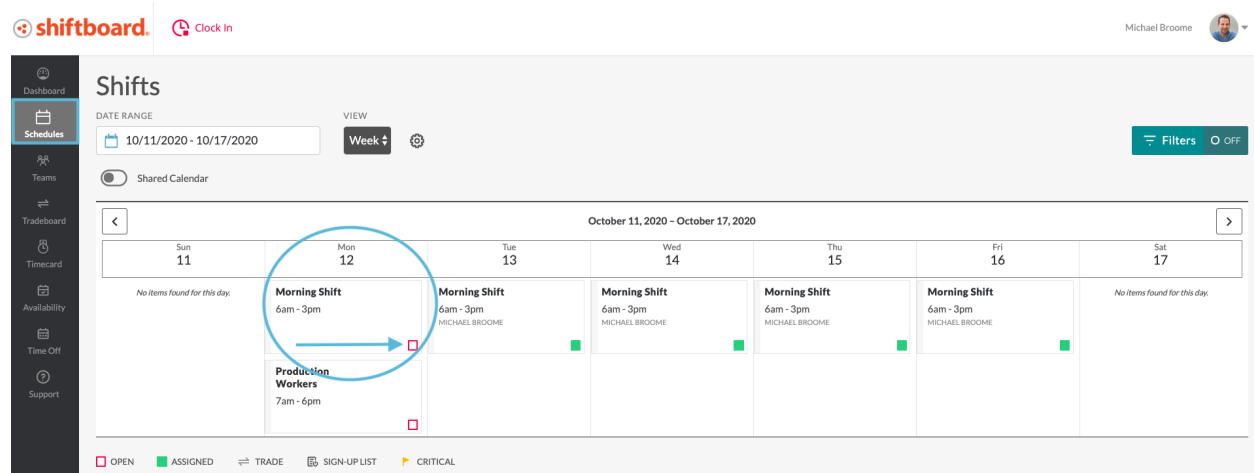 shiftboard.
Clock In
Michael Broome
Dashboard
Schedules
Teams
Tradeboard
Timecard
Availability
Time Off
Support
Shifts
DATE RANGE
VIEW
10/11/2020 - 10/17/2020
Week
Filters
OFF
Shared Calendar
October 11, 2020 – October 17, 2020
Sun
11
Mon
12
Tue
13
Wed
14
Thu
15
Fri
16
Sat
17
No items found for this day.
Morning Shift
6am - 3pm
Production
Workers
7am - 6pm
Morning Shift
6am - 3pm
MICHAEL BROOME
Morning Shift
6am - 3pm
MICHAEL BROOME
Morning Shift
6am - 3pm
MICHAEL BROOME
Morning Shift
6am - 3pm
MICHAEL BROOME
No items found for this day.
OPEN
ASSIGNED
TRADE
SIGN-UP LIST
CRITICAL